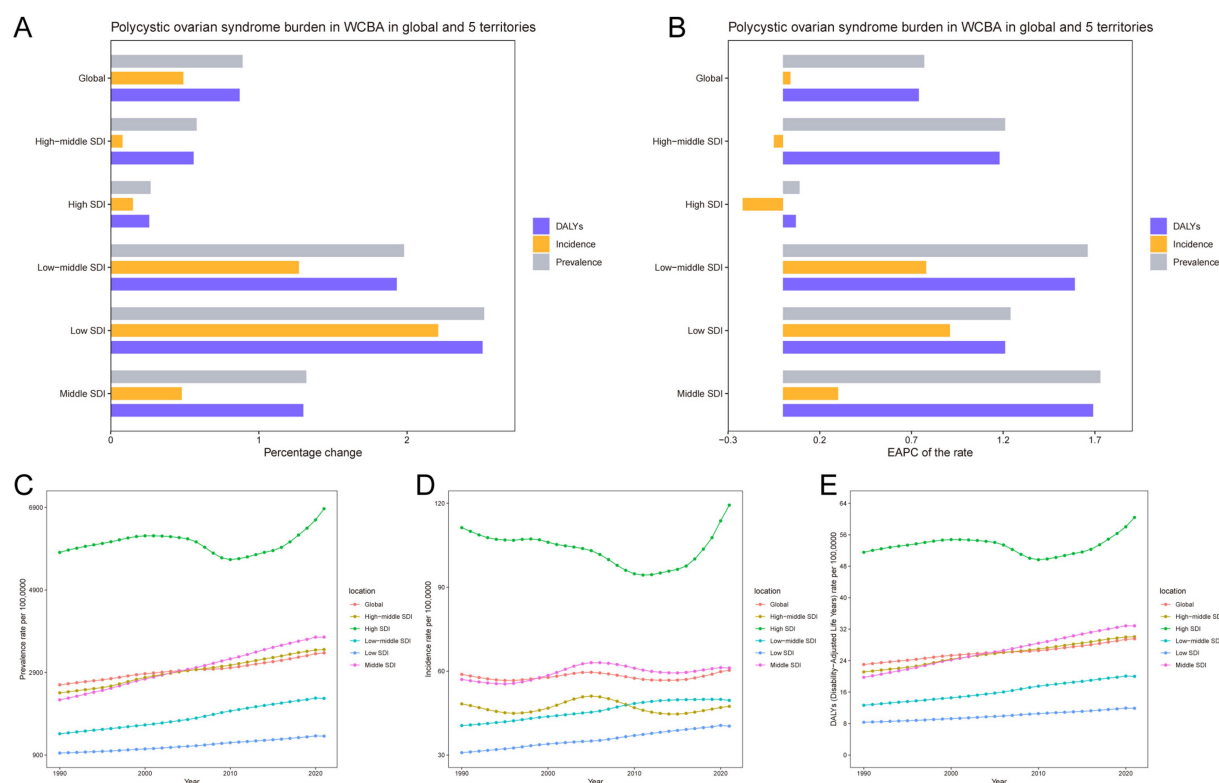 A
Polycystic ovarian syndrome burden in WCBA in global and 5 territories
Global
High−middle SDI
High SDI
Low−middle SDI
Low SDI
Middle SDI
0 1 2
Percentage change
DALYs
Incidence
Prevalence
B
Polycystic ovarian syndrome burden in WCBA in global and 5 territories
Global
High−middle SDI
High SDI
Low−middle SDI
Low SDI
Middle SDI
−0.3 0.2 0.7 1.2 1.7
EAPC of the rate
DALYs
Incidence
Prevalence
C
Prevalence rate per 100,0000
6900
4900
2900
900
1990 2000 2010 2020
Year
location
Global
High−middle SDI
High SDI
Low−middle SDI
Low SDI
Middle SDI
D
Incidence rate per 100,0000
120
90
60
30
1990 2000 2010 2020
Year
location
Global
High−middle SDI
High SDI
Low−middle SDI
Low SDI
Middle SDI
E
DALYs (Disability−Adjusted Life Years) rate per 100,0000
64
56
48
40
32
24
16
8
0
1990 2000 2010 2020
Year
location
Global
High−middle SD
High SDI
Low−middle SD
Low SDI
Middle SDI